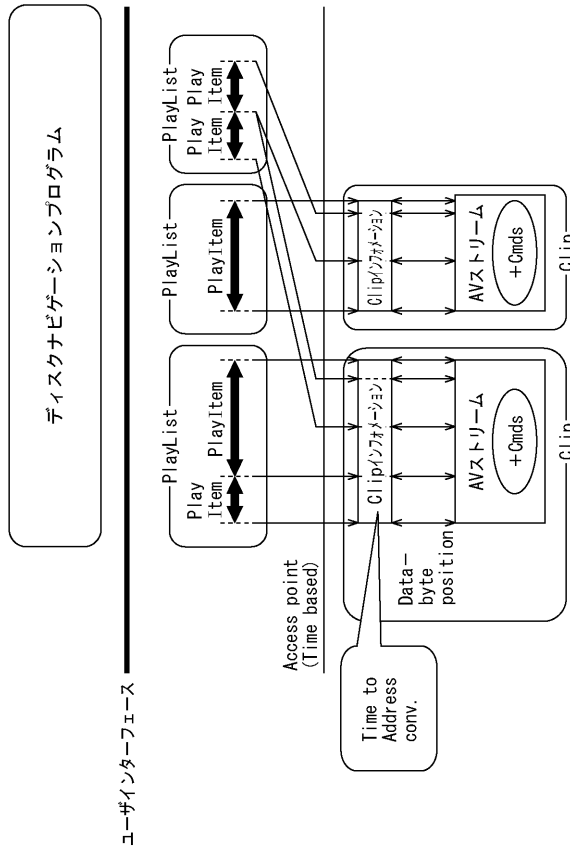 ディスクナビゲーションプログラム
ユーザインターフェース
PlayList
Play
Item
PlayItem
PlayList
PlayItem
PlayList
Play Play
Item Item
Access point
(Time based)
Time to
Address
conv.
Data-
byte
position
Clipインフォメーション
AVストリーム
+Cmds
Clip
Clipインフォメーション
AVストリーム
+Cmds
Clip